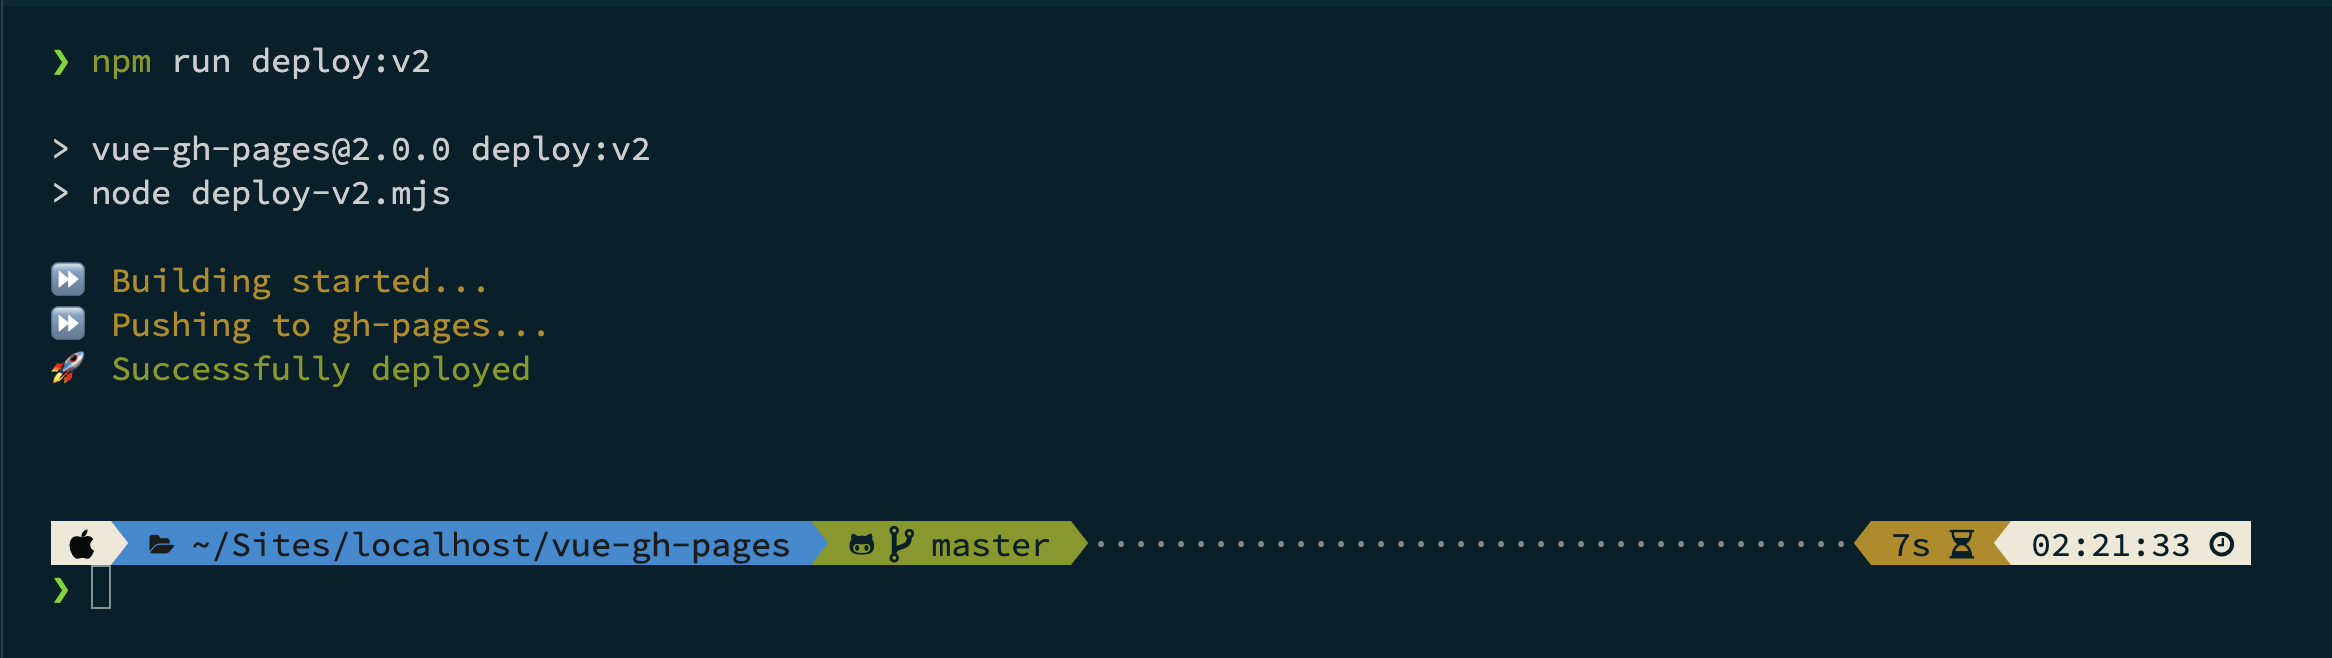 ❯ npm run deploy:v2
> vue-gh-pages@2.0.0 deploy:v2
> node deploy-v2.mjs
⏩ Building started...
⏩ Pushing to gh-pages...
🚀 Successfully deployed
~/Sites/localhost/vue-gh-pages master 7s 02:21:33
❯